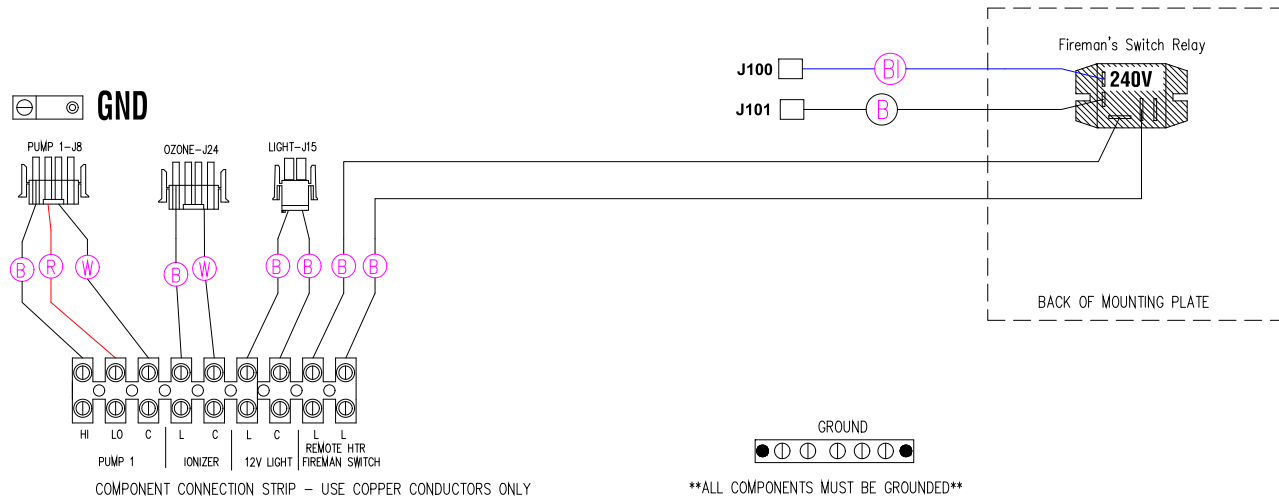 Fireman's Switch Relay
240V
J100
Bl
J101
B
GND
PUMP 1-J8
OZONE-J24
LIGHT-J15
B
R
W
B
W
B
B
B
B
BACK OF MOUNTING PLATE
HI
LO
C
L
C
L
C
L
L
PUMP 1
IONIZER
12V LIGHT
REMOTE HTR
FIREMAN SWITCH
COMPONENT CONNECTION STRIP - USE COPPER CONDUCTORS ONLY
GROUND
**ALL COMPONENTS MUST BE GROUNDED**